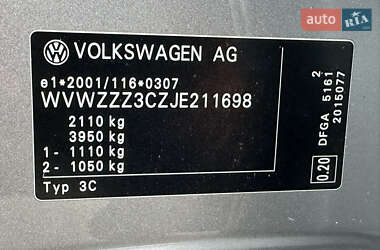 auto RIA.com
VOLKSWAGEN AG
e1*2001/116*0307
WVWZZZ3CZJE211698
2110 kg
3950 kg
1- 1110 kg
2- 1050 kg
Typ 3C
DFGA 5161 2
2015077
0.20